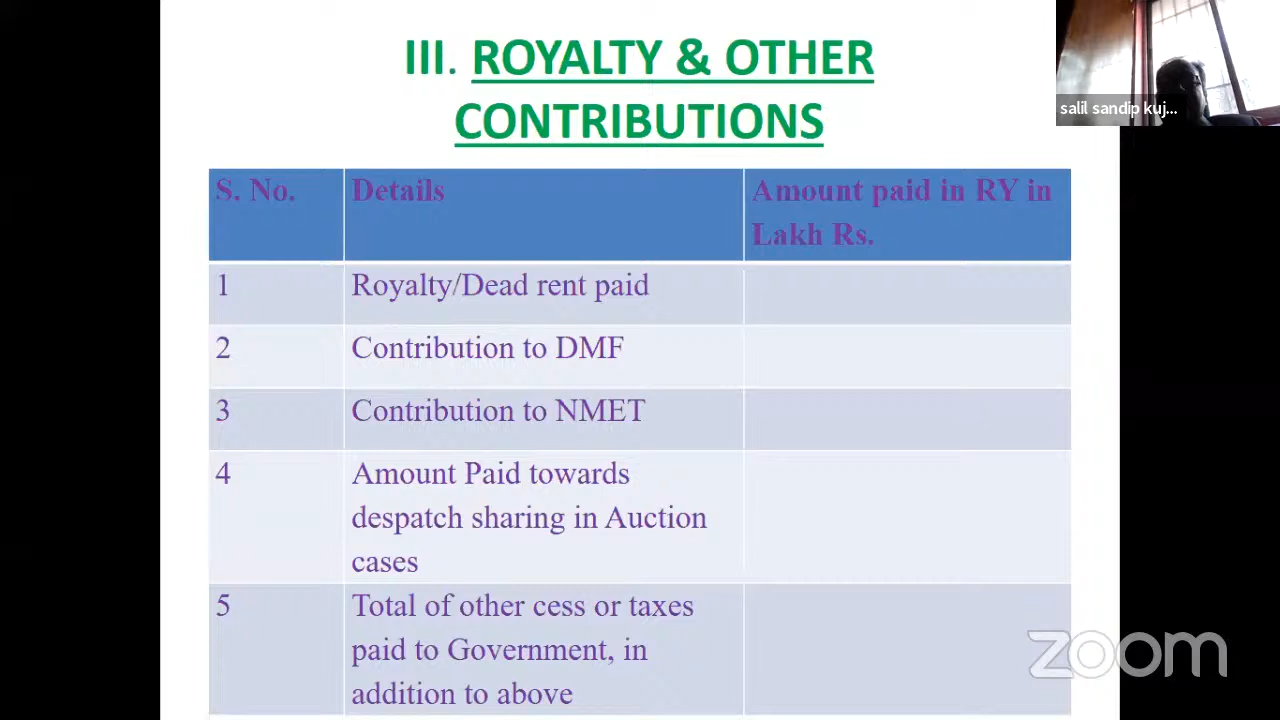 III. ROYALTY & OTHER
CONTRIBUTIONS
salil sandip kuj...
S. No.
Details
Amount paid in RY in
Lakh Rs.
1
Royalty/Dead rent paid
2
Contribution to DMF
3
Contribution to NMET
4
Amount Paid towards
despatch sharing in Auction
cases
5
Total of other cess or taxes
paid to Government, in
addition to above
zoom